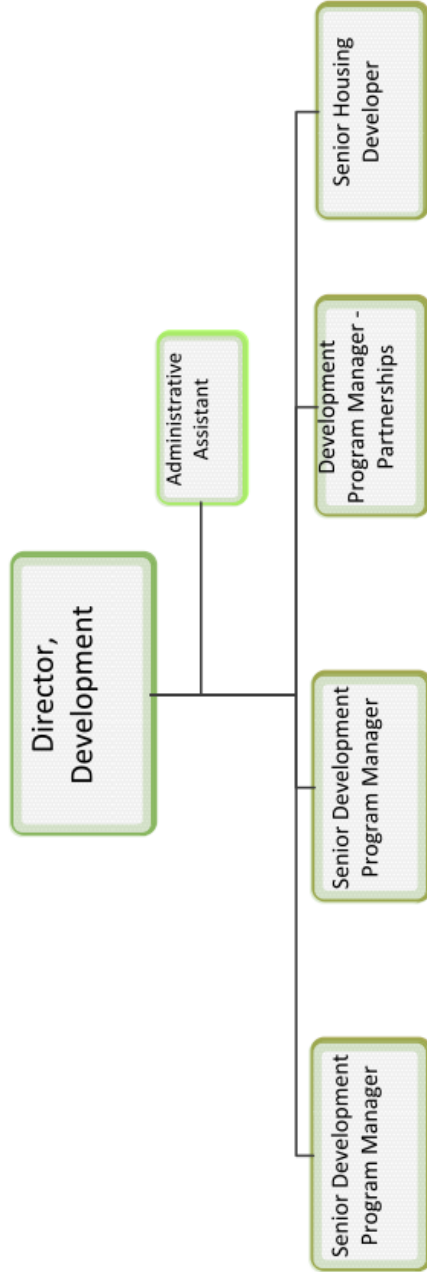 Director,
Development
Administrative
Assistant
Senior Development
Program Manager
Senior Development
Program Manager
Development
Program Manager -
Partnerships
Senior Housing
Developer